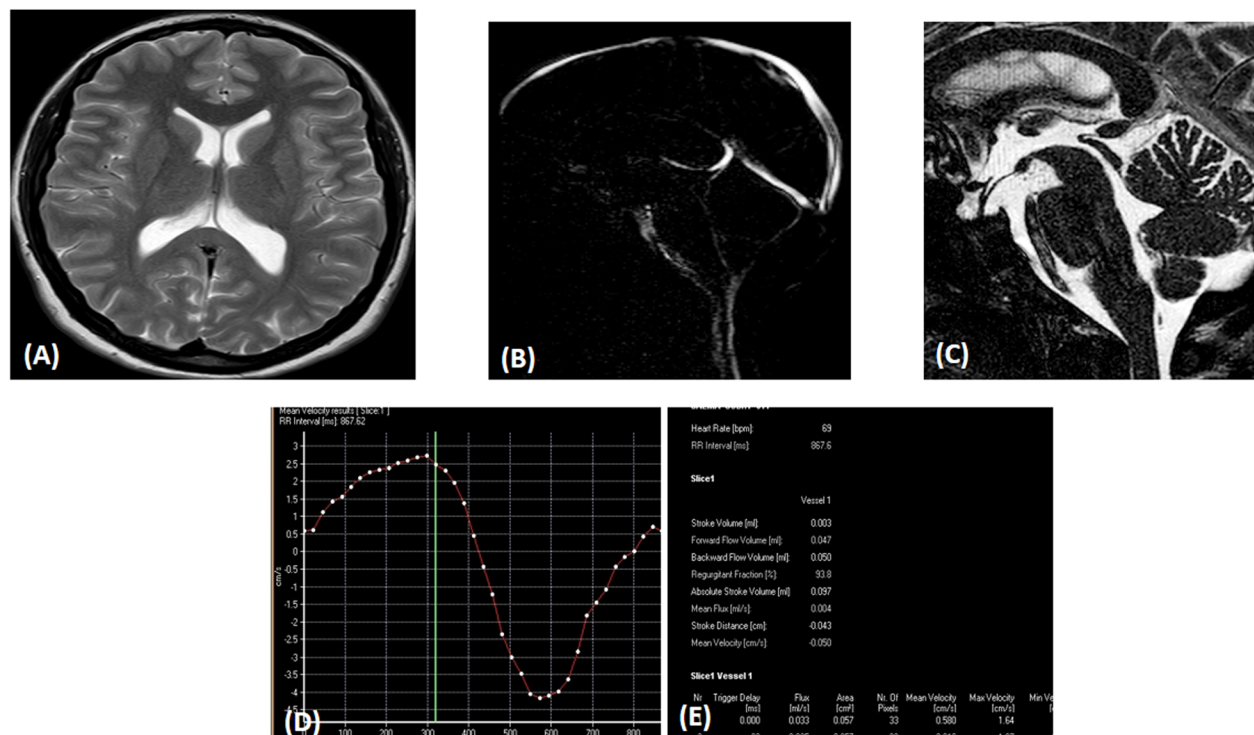 (A)
(B)
(C)
Mean Velocity results [ Slice:1 ]
RR Interval [ms]: 867.62
3
2.5
2
1.5
1
0.5
0
-0.5
-1
-1.5
-2
-2.5
-3
-3.5
-4
cm/s
0 100 200 300 400 500 600 700 800
(D)
Heart Rate [bpm]: 69
RR Interval [ms]: 867.6
Slice1
Vessel 1
Stroke Volume [ml]: 0.003
Forward Flow Volume [ml]: 0.047
Backward Flow Volume [ml]: 0.050
Regurgitant Fraction [%]: 93.8
Absolute Stroke Volume [ml] 0.097
Mean Flux [ml/s]: 0.004
Stroke Distance [cm]: -0.043
Mean Velocity [cm/s]: -0.050
Slice1 Vessel 1
Nr Trigger Delay Flux Area Nr. Of Mean Velocity Max Velocity
[ms] [ml/s] [cm²] Pixels [cm/s] [cm/s]
0.000 0.033 0.057 33 0.580 1.64
(E)